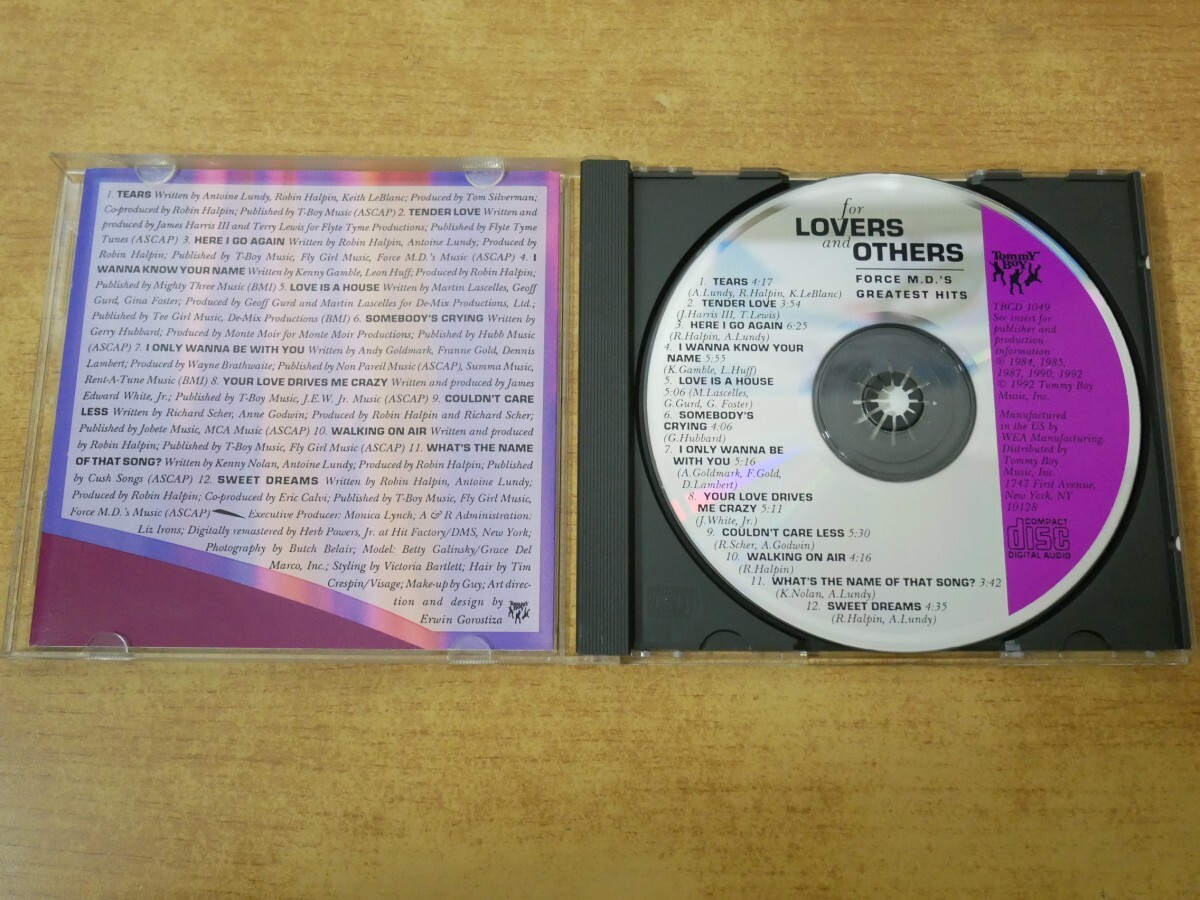 1. TEARS Written by Antoine Lundy, Robin Halpin, Keith LeBlanc; Produced by Tom Silverman;
Co-produced by Robin Halpin; Published by T-Boy Music (ASCAP) 2. TENDER LOVE Written and
produced by James Harris III and Terry Lewis for Flyte Tyme Productions; Published by Flyte Tyme
Tunes (ASCAP) 3. HERE I GO AGAIN Written by Robin Halpin, Antoine Lundy; Produced by
Robin Halpin; Published by T-Boy Music, Fly Girl Music, Force M.D.'s Music (ASCAP) 4. I
WANNA KNOW YOUR NAME Written by Kenny Gamble, Leon Huff; Produced by Robin Halpin;
Published by Mighty Three Music (BMI) 5. LOVE IS A HOUSE Written by Martin Lascelles, Geoff
Gurd, Gina Foster; Produced by Geoff Gurd and Martin Lascelles for De-Mix Productions, Ltd.;
Published by Tee Girl Music, De-Mix Productions (BMI) 6. SOMEBODY'S CRYING Written by
Gerry Hubbard; Produced by Monte Moir for Monte Moir Productions; Published by Hubb Music
(ASCAP) 7. I ONLY WANNA BE WITH YOU Written by Andy Goldmark, Franne Gold, Dennis
Lambert; Produced by Wayne Brathwaite; Published by Non Pareil Music (ASCAP), Summa Music,
Rent-A-Tune Music (BMI) 8. YOUR LOVE DRIVES ME CRAZY Written and produced by James
Edward White, Jr.; Published by T-Boy Music, J.E.W. Jr. Music (ASCAP) 9. COULDN'T CARE
LESS Written by Richard Scher, Anne Godwin; Produced by Robin Halpin and Richard Scher;
Published by Jobete Music, MCA Music (ASCAP) 10. WALKING ON AIR Written and produced
by Robin Halpin; Published by T-Boy Music, Fly Girl Music (ASCAP) 11. WHAT'S THE NAME
OF THAT SONG? Written by Kenny Nolan, Antoine Lundy; Produced by Robin Halpin; Published
by Cush Songs (ASCAP) 12. SWEET DREAMS Written by Robin Halpin, Antoine Lundy;
Produced by Robin Halpin; Co-produced by Eric Calvi; Published by T-Boy Music, Fly Girl Music,
Force M.D.'s Music (ASCAP) Executive Producer: Monica Lynch; A & R Administration:
Liz Irons; Digitally remastered by Herb Powers, Jr. at Hit Factory/DMS, New York;
Photography by Butch Belair; Model: Betty Galinsky/Grace Del
Marco, Inc.; Styling by Victoria Bartlett; Hair by Tim
Crespin/Visage; Make-up by Guy; Art direc-
tion and design by
Erwin Gorostiza
Tommy
Boy
for
LOVERS
and
OTHERS
FORCE M.D.'S
GREATEST HITS
1. TEARS 4:17
(A.Lundy, R.Halpin, K.LeBlanc)
2. TENDER LOVE 3:54
(J.Harris III, T.Lewis)
3. HERE I GO AGAIN 6:25
(R.Halpin, A.Lundy)
4. I WANNA KNOW YOUR
NAME 5:55
(K.Gamble, L.Huff)
5. LOVE IS A HOUSE
5:06 (M.Lascelles,
G.Gurd, G. Foster)
6. SOMEBODY'S
CRYING 4:06
(G.Hubbard)
7. I ONLY WANNA BE
WITH YOU 5:16
(A.Goldmark, F.Gold,
D.Lambert)
8. YOUR LOVE DRIVES
ME CRAZY 5:11
(J.White, Jr.)
9. COULDN'T CARE LESS 5:30
(R.Scher, A.Godwin)
10. WALKING ON AIR 4:16
(R.Halpin)
11. WHAT'S THE NAME OF THAT SONG? 3:42
(K.Nolan, A.Lundy)
12. SWEET DREAMS 4:35
(R.Halpin, A.Lundy)
Tommy
Boy
TBCD 1049
See insert for
publisher and
production
information
℗ 1984, 1985,
1987, 1990, 1992
© 1992 Tommy Boy
Music, Inc.
Manufactured
in the US by
WEA Manufacturing.
Distributed by
Tommy Boy
Music, Inc.
1747 First Avenue,
New York, NY
10128
COMPACT
disc
DIGITAL AUDIO